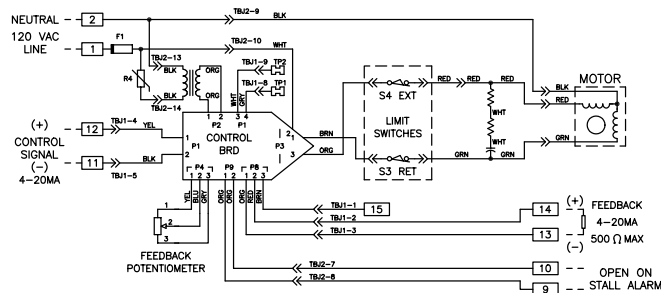 NEUTRAL 2 TBJ2-9 BLK
120 VAC
LINE 1 F1 TBJ2-10 WHT
R4 TBJ2-13 BLK ORG
BLK TBJ2-14 ORG
TBJ1-9 TP2
TBJ1-8 TP1
WHT GRY
1 2 3 4
P2 P1
(+) 12 TBJ1-4 YEL 1
CONTROL
SIGNAL
(-) 11 TBJ1-5 BLK 2
4-20MA
P1
CONTROL
BRD
P3
2 1
3
BRN
ORG
S4 EXT
LIMIT
SWITCHES
S3 RET
RED RED
WHT
WHT
GRN GRN
MOTOR
BLK
RED
GRN
P4 P9 P8
1 2 3 1 2 1 2 3
YEL BLU GRY ORG ORG ORG RED BRN
1
2
3
FEEDBACK
POTENTIOMETER
TBJ1-1 15
TBJ1-2 14 (+) FEEDBACK
4-20MA
TBJ1-3 13 500 Ω MAX
(-)
TBJ2-7 10 OPEN ON
TBJ2-6 9 STALL ALARM